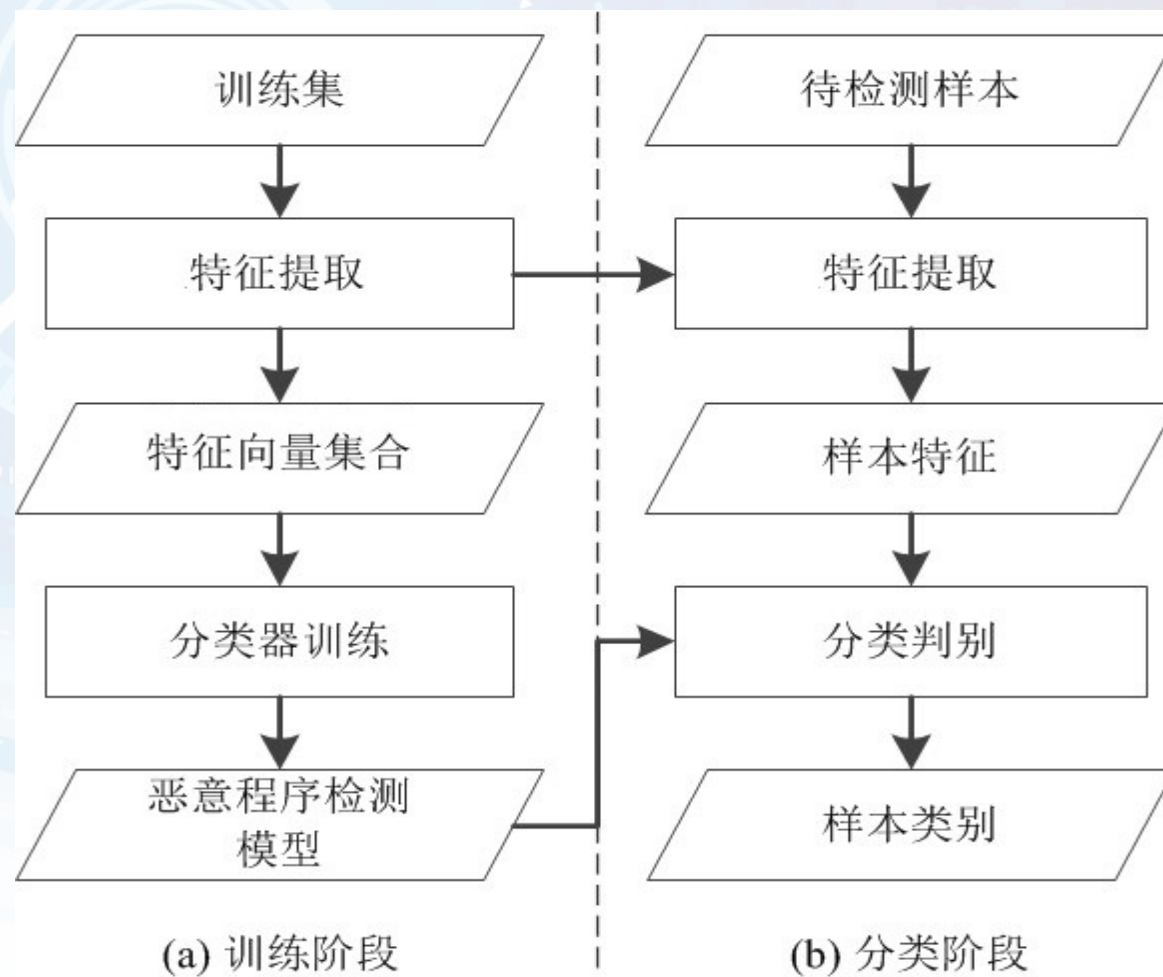 训练集
特征提取
特征向量集合
分类器训练
恶意程序检测
模型
(a) 训练阶段
待检测样本
特征提取
样本特征
分类判别
样本类别
(b) 分类阶段